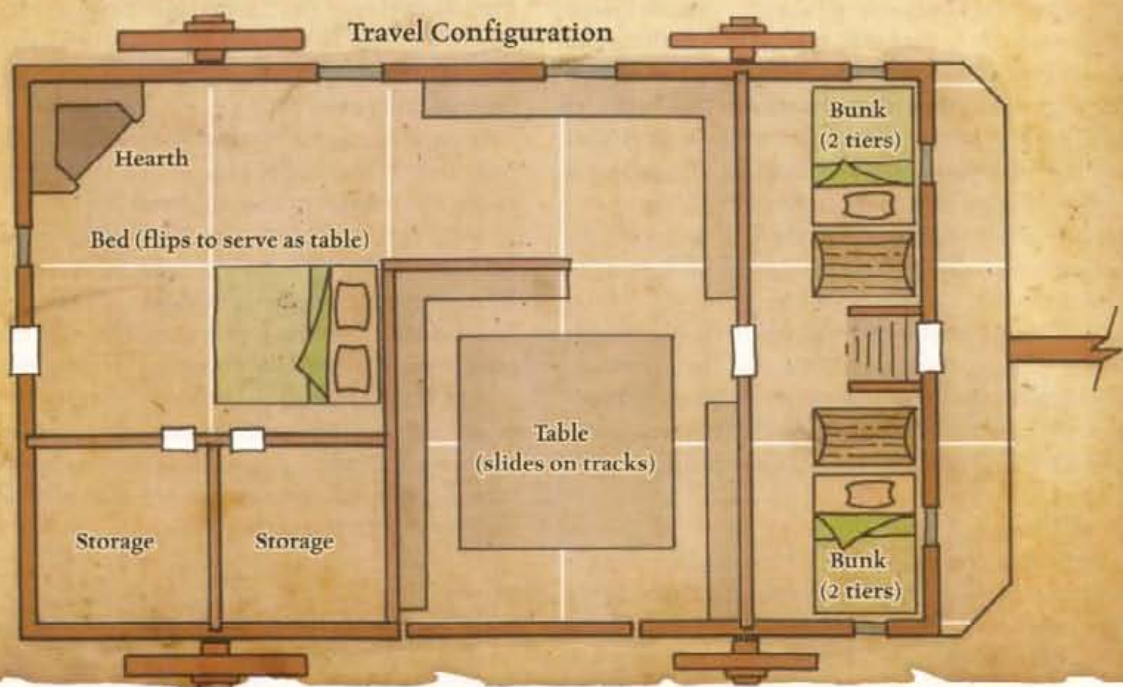 Travel Configuration
Bunk
(2 tiers)
Hearth
Bed (flips to serve as table)
Table
(slides on tracks)
Storage
Storage
Bunk
(2 tiers)